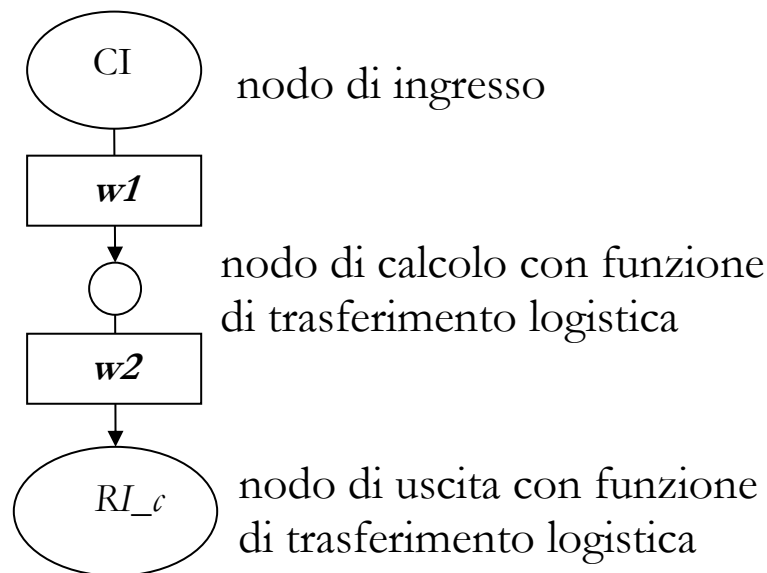 CI
nodo di ingresso
w1
nodo di calcolo con funzione
di trasferimento logistica
w2
RI_c
nodo di uscita con funzione
di trasferimento logistica